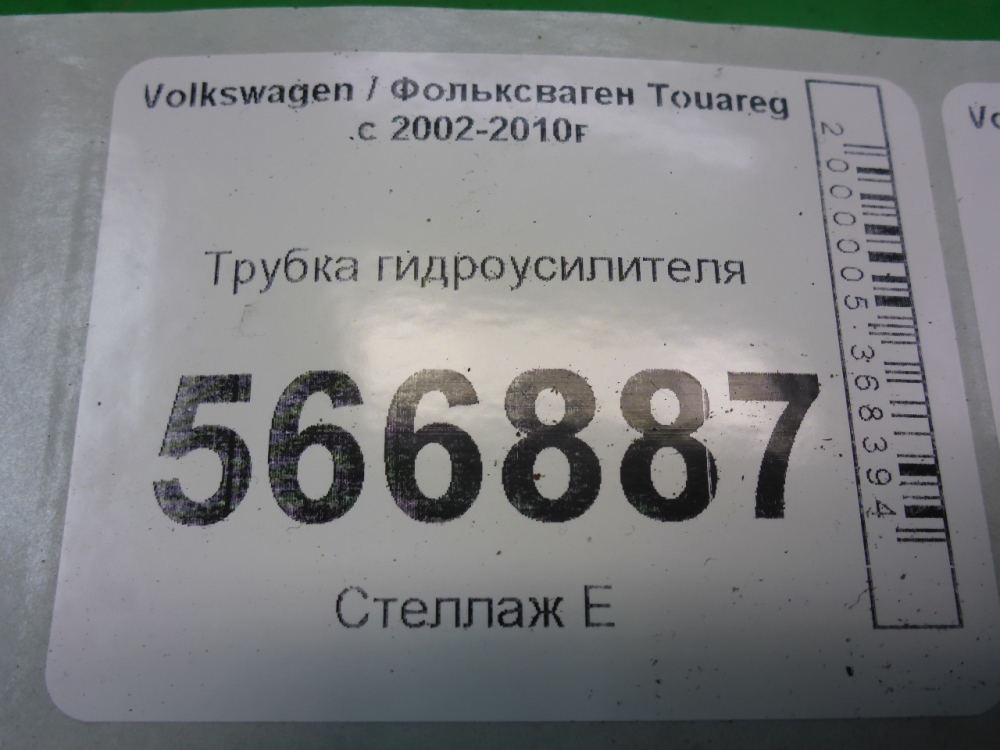 Volkswagen / Фольксваген Touareg
с 2002-2010г
Трубка гидроусилителя
566887
Стеллаж Е
2000005368394
Vo